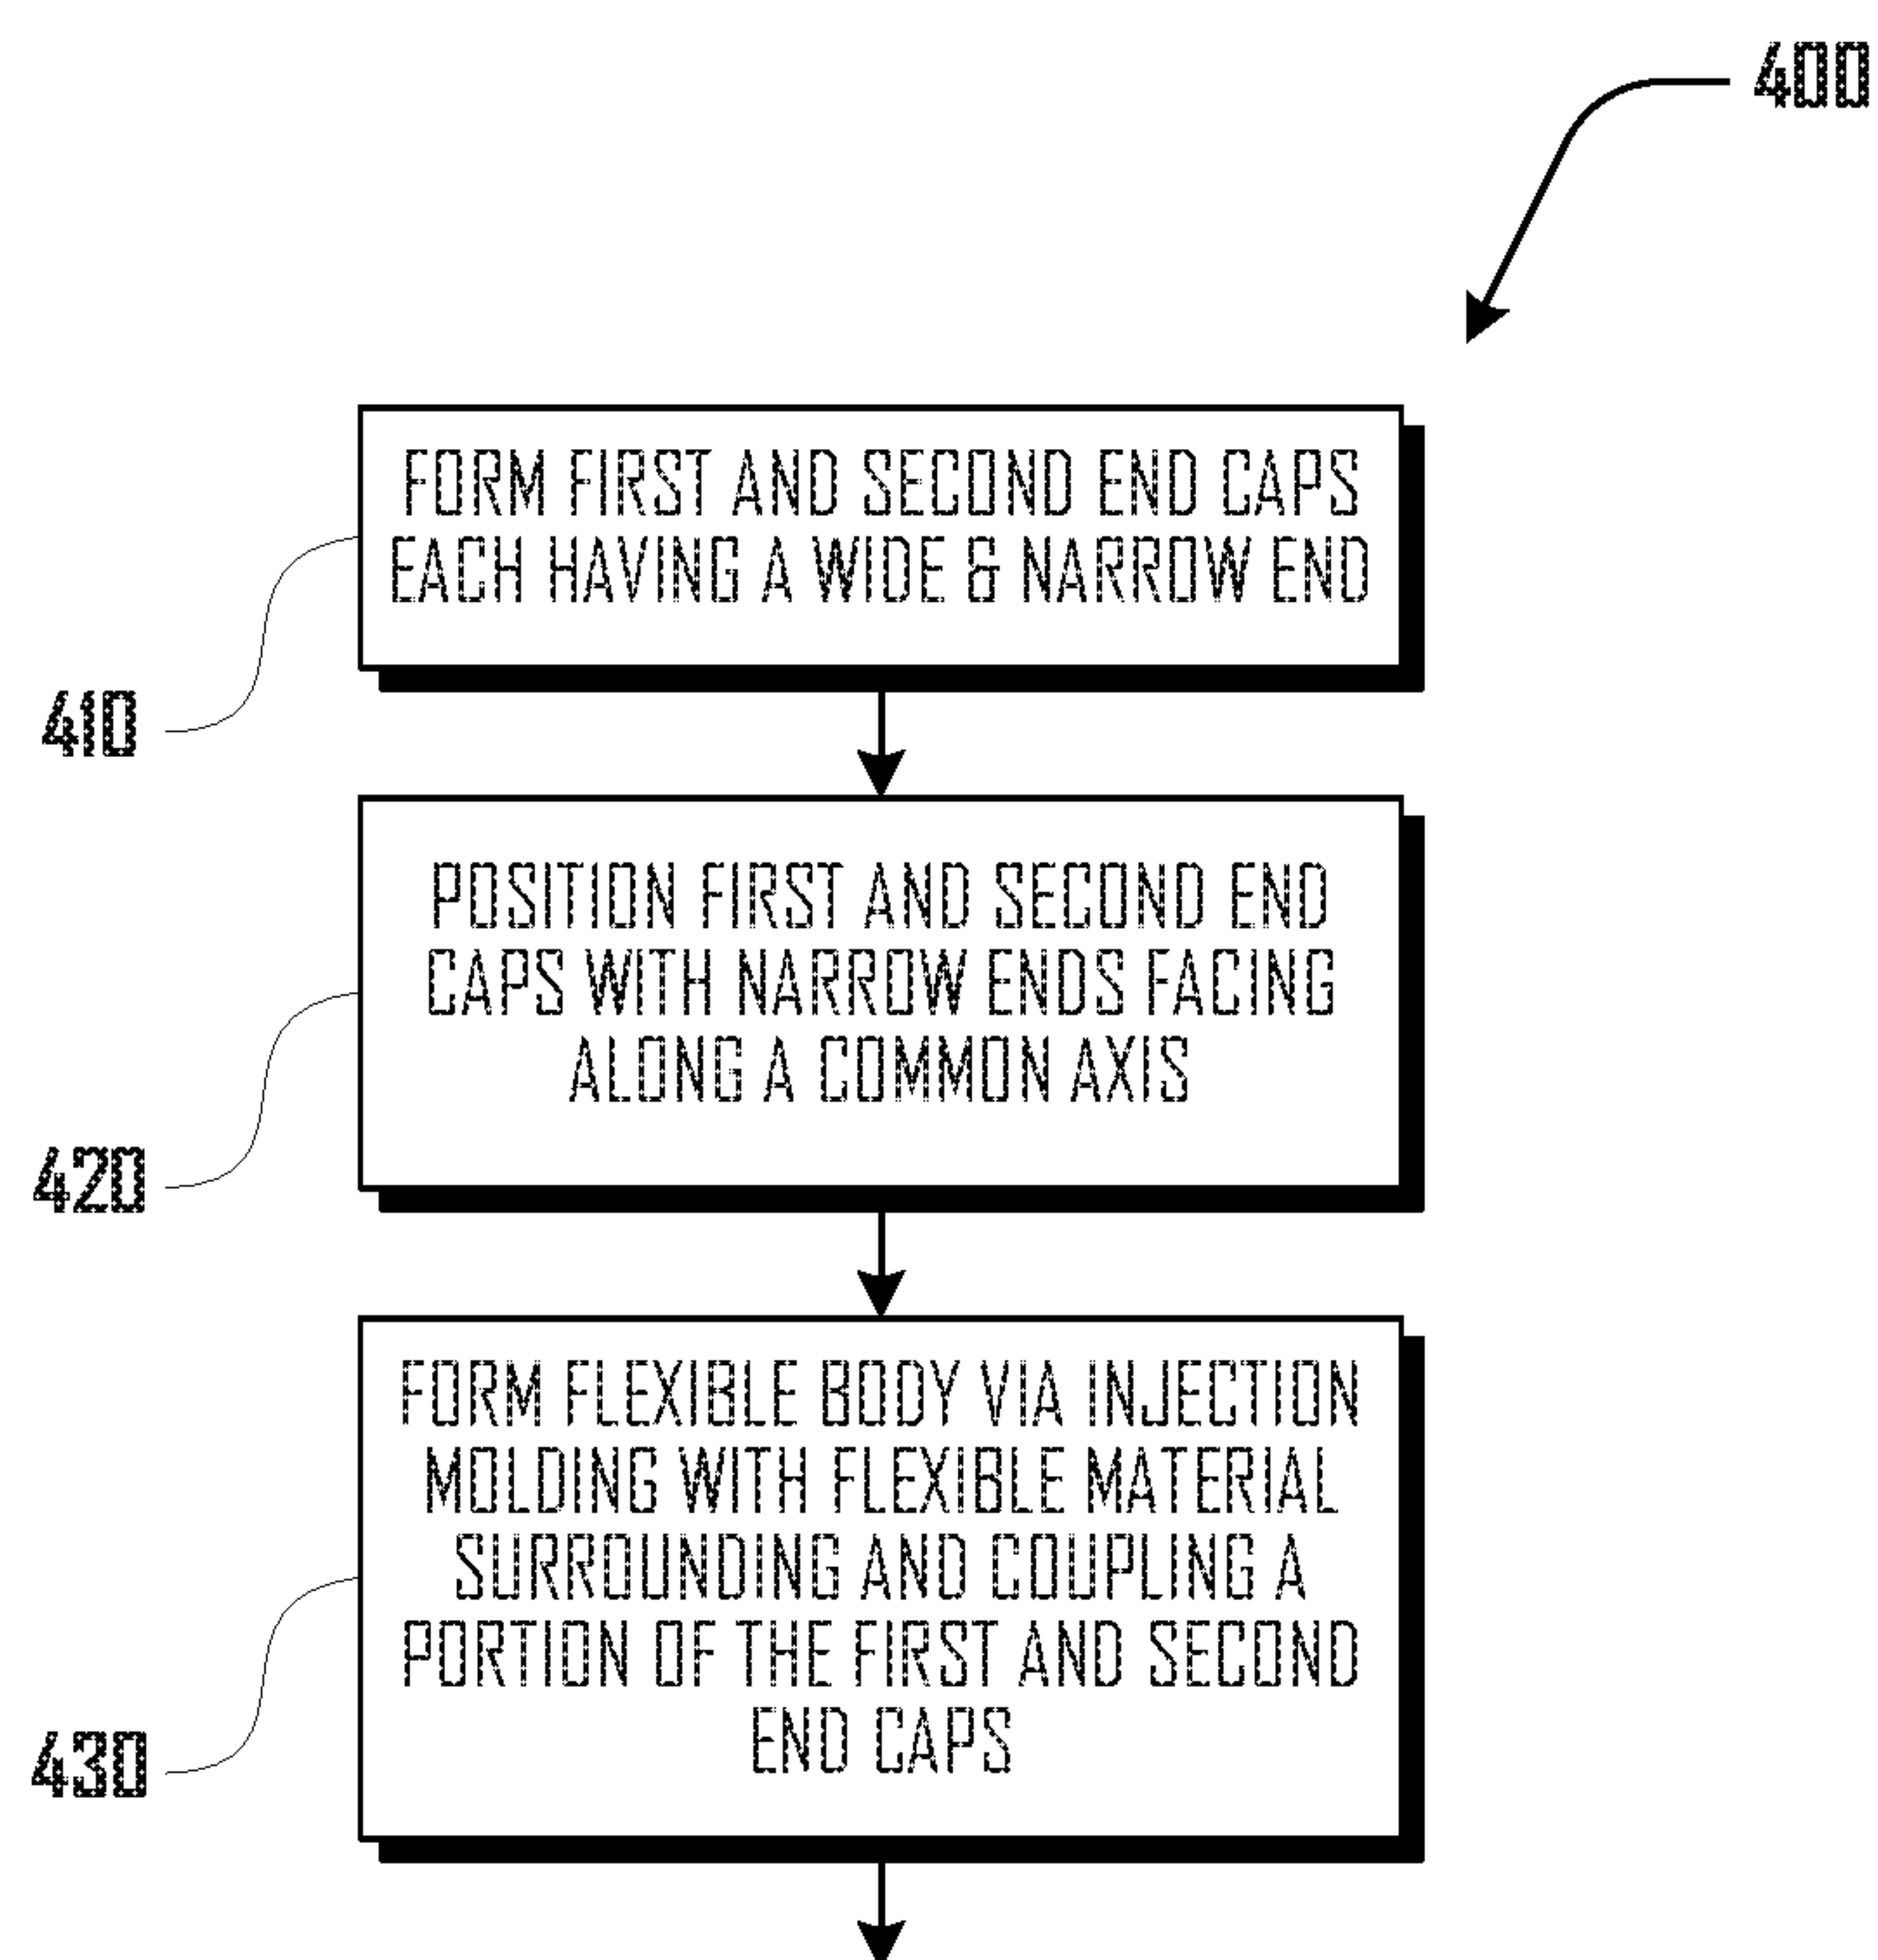 400
FORM FIRST AND SECOND END CAPS
EACH HAVING A WIDE & NARROW END
410
POSITION FIRST AND SECOND END
CAPS WITH NARROW ENDS FACING
ALONG A COMMON AXIS
420
FORM FLEXIBLE BODY VIA INJECTION
MOLDING WITH FLEXIBLE MATERIAL
SURROUNDING AND COUPLING A
PORTION OF THE FIRST AND SECOND
END CAPS
430